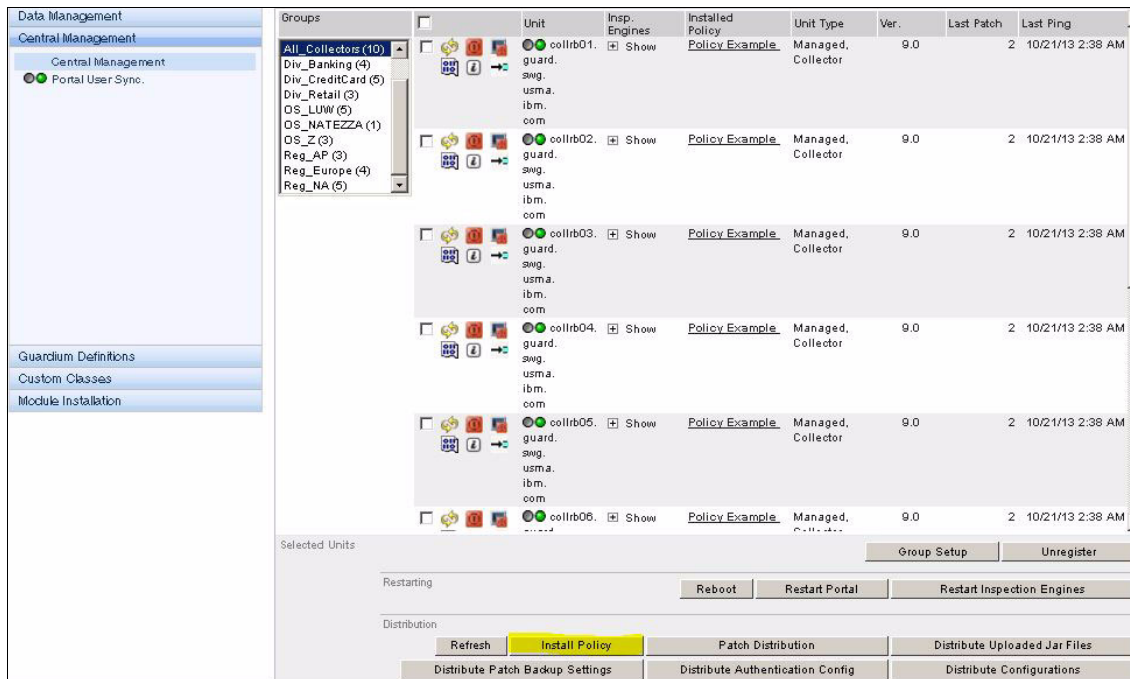 Data Management
Central Management
Central Management
Portal User Sync.
Guardium Definitions
Custom Classes
Module Installation
Groups
All_Collectors (10)
Div_Banking (4)
Div_CreditCard (5)
Div_Retail (3)
OS_LUW (5)
OS_NATEZZA (1)
OS_Z (3)
Reg_AP (3)
Reg_Europe (4)
Reg_NA (5)
Unit Insp. Engines Installed Policy Unit Type Ver. Last Patch Last Ping
collrb01. Show Policy Example Managed, 9.0 2 10/21/13 2:38 AM
guard. Collector
swg.
usma.
ibm.
com
collrb02. Show Policy Example Managed, 9.0 2 10/21/13 2:38 AM
guard. Collector
swg.
usma.
ibm.
com
collrb03. Show Policy Example Managed, 9.0 2 10/21/13 2:38 AM
guard. Collector
swg.
usma.
ibm.
com
collrb04. Show Policy Example Managed, 9.0 2 10/21/13 2:38 AM
guard. Collector
swg.
usma.
ibm.
com
collrb05. Show Policy Example Managed, 9.0 2 10/21/13 2:38 AM
guard. Collector
swg.
usma.
ibm.
com
collrb06. Show Policy Example Managed, 9.0 2 10/21/13 2:38 AM
Selected Units
Group Setup Unregister
Restarting
Reboot Restart Portal Restart Inspection Engines
Distribution
Refresh Install Policy Patch Distribution Distribute Uploaded Jar Files
Distribute Patch Backup Settings Distribute Authentication Config Distribute Configurations